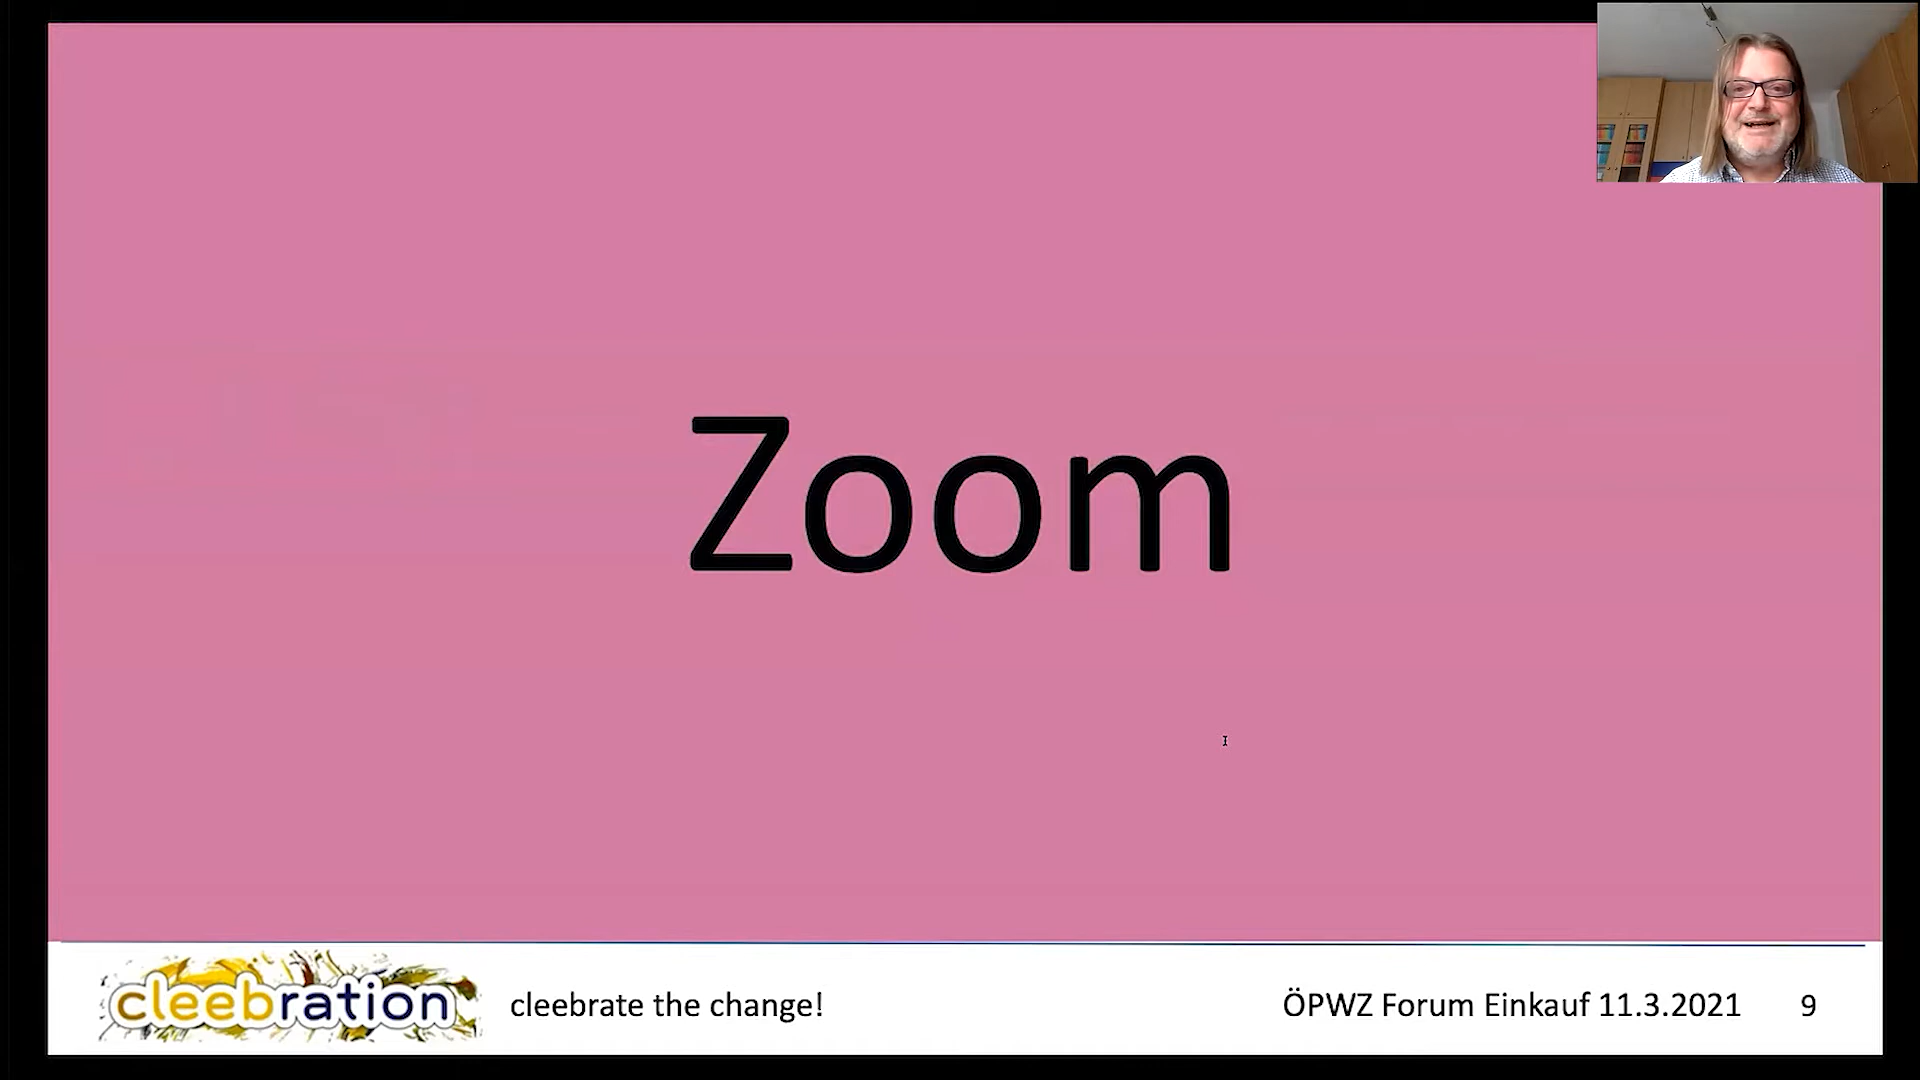 Zoom
cleebration
cleebrate the change!
ÖPWZ Forum Einkauf 11.3.2021
9